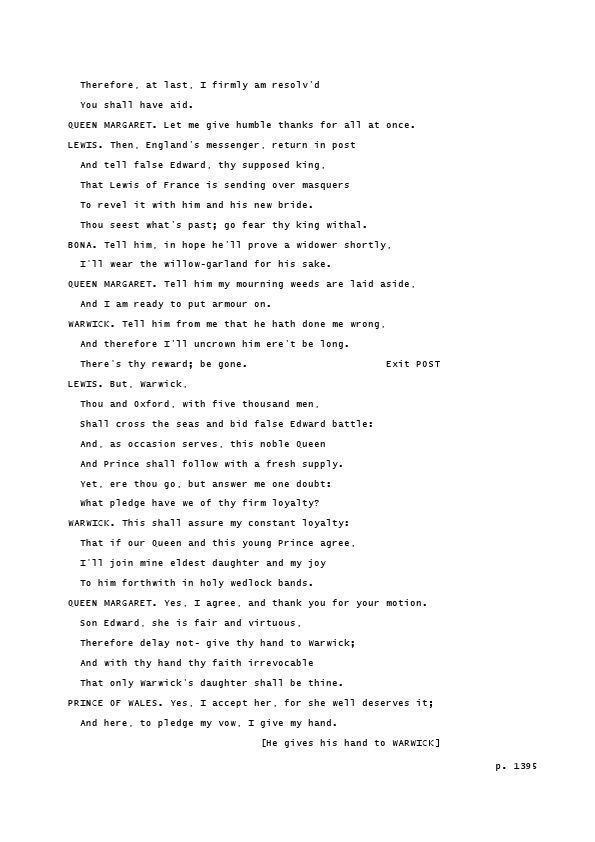 Therefore, at last, I firmly am resolv'd
You shall have aid.
QUEEN MARGARET. Let me give humble thanks for all at once.
LEWIS. Then, England's messenger, return in post
And tell false Edward, thy supposed king,
That Lewis of France is sending over masquers
To revel it with him and his new bride.
Thou seest what's past; go fear thy king withal.
BONA. Tell him, in hope he'll prove a widower shortly,
I'll wear the willow-garland for his sake.
QUEEN MARGARET. Tell him my mourning weeds are laid aside,
And I am ready to put armour on.
WARWICK. Tell him from me that he hath done me wrong,
And therefore I'll uncrown him ere't be long.
There's thy reward; be gone. Exit POST
LEWIS. But, Warwick,
Thou and Oxford, with five thousand men,
Shall cross the seas and bid false Edward battle:
And, as occasion serves, this noble Queen
And Prince shall follow with a fresh supply.
Yet, ere thou go, but answer me one doubt:
What pledge have we of thy firm loyalty?
WARWICK. This shall assure my constant loyalty:
That if our Queen and this young Prince agree,
I'll join mine eldest daughter and my joy
To him forthwith in holy wedlock bands.
QUEEN MARGARET. Yes, I agree, and thank you for your motion.
Son Edward, she is fair and virtuous,
Therefore delay not- give thy hand to Warwick;
And with thy hand thy faith irrevocable
That only Warwick's daughter shall be thine.
PRINCE OF WALES. Yes, I accept her, for she well deserves it;
And here, to pledge my vow, I give my hand.
[He gives his hand to WARWICK]
p. 1395